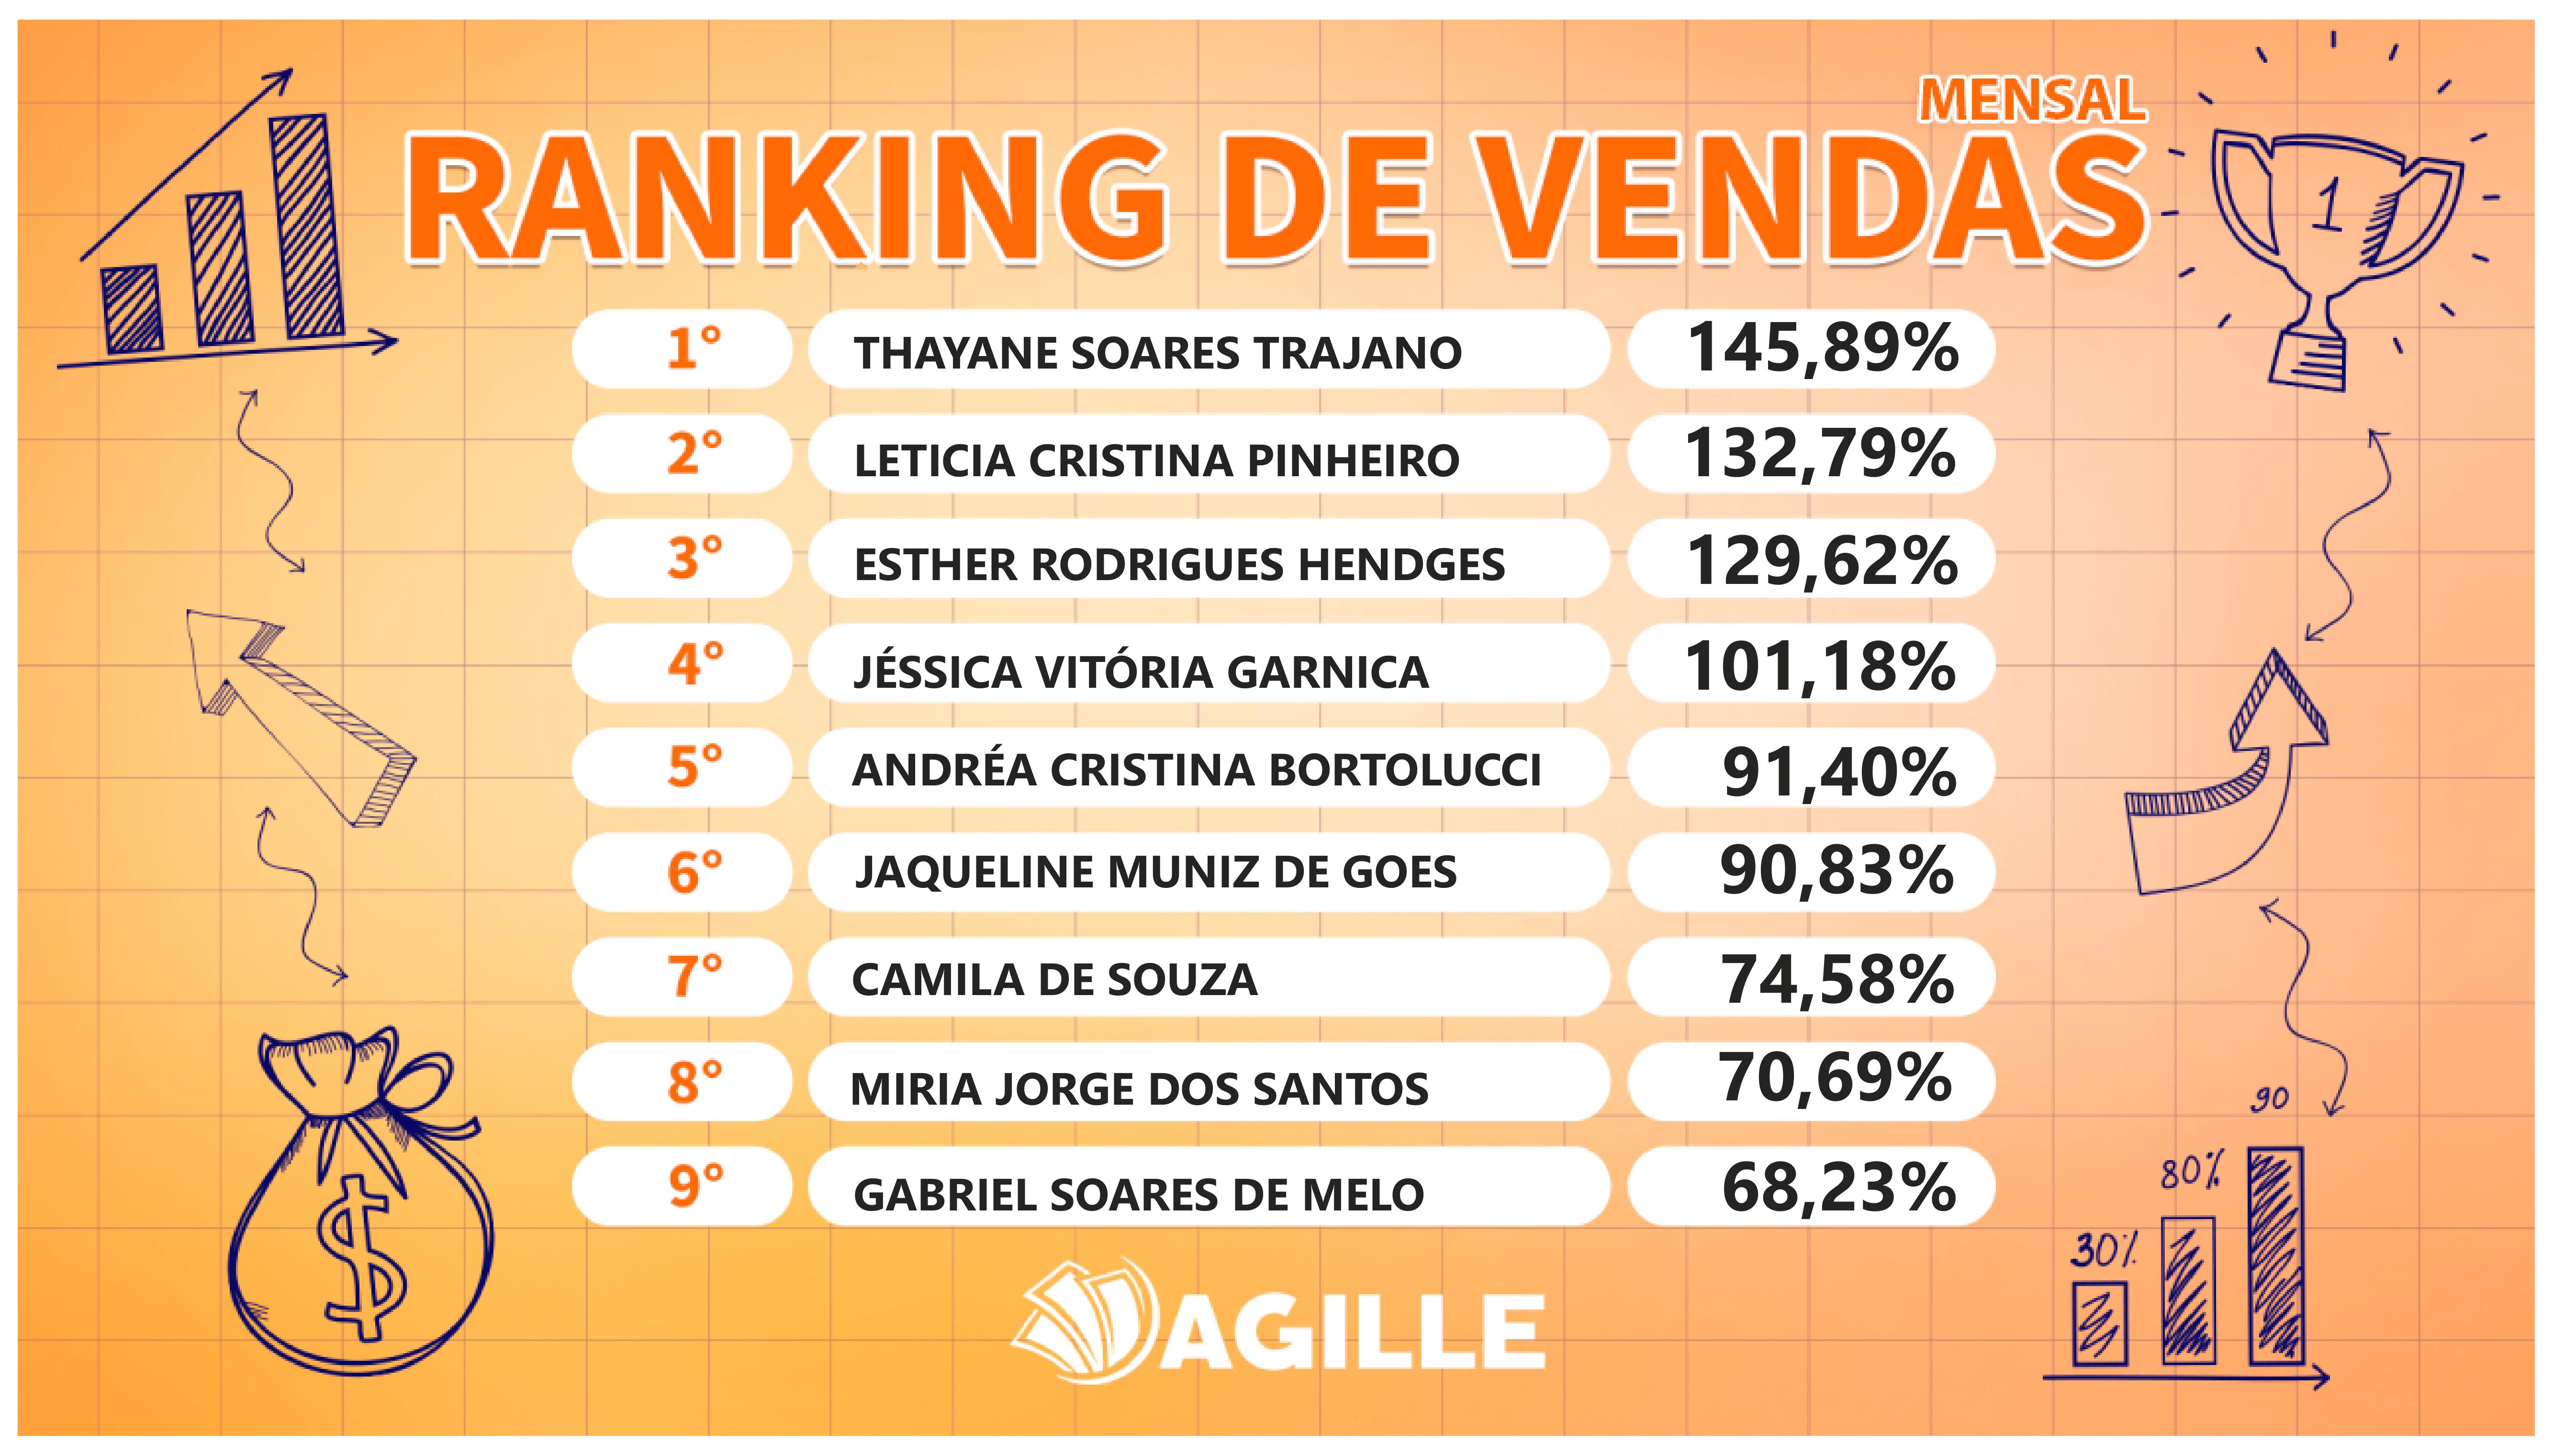 MENSAL
RANKING DE VENDAS
1
1° THAYANE SOARES TRAJANO 145,89%
2° LETICIA CRISTINA PINHEIRO 132,79%
3° ESTHER RODRIGUES HENDGES 129,62%
4° JÉSSICA VITÓRIA GARNICA 101,18%
5° ANDRÉA CRISTINA BORTOLUCCI 91,40%
6° JAQUELINE MUNIZ DE GOES 90,83%
7° CAMILA DE SOUZA 74,58%
8° MIRIA JORGE DOS SANTOS 70,69%
9° GABRIEL SOARES DE MELO 68,23%
90
80%
30%
$
AGILLE